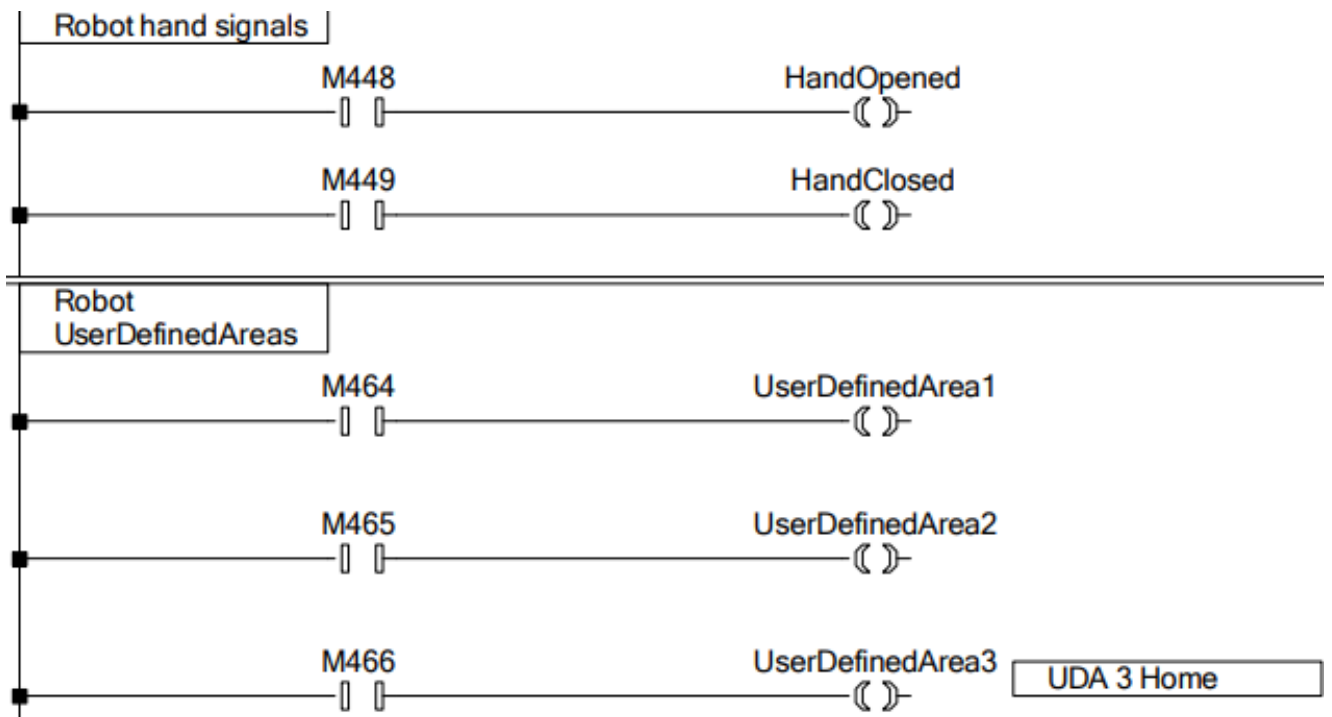 Robot hand signals
M448 HandOpened
M449 HandClosed
Robot
UserDefinedAreas
M464 UserDefinedArea1
M465 UserDefinedArea2
M466 UserDefinedArea3 UDA 3 Home